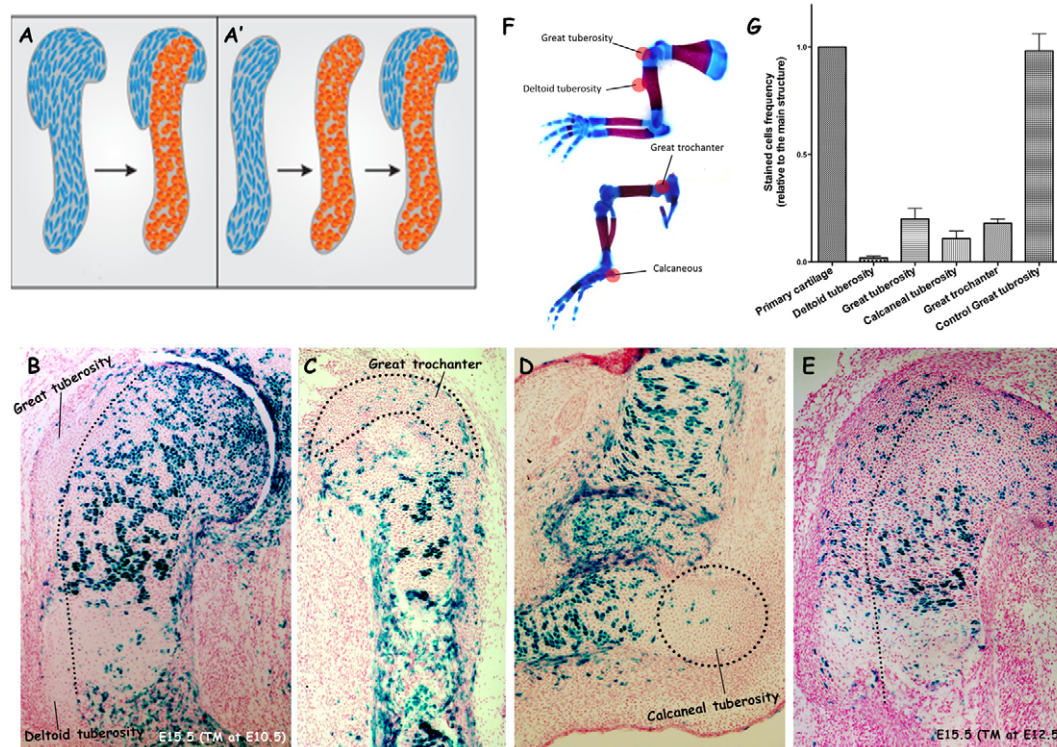 A
A'
F
Great tuberosity
Deltoid tuberosity
Great trochanter
Calcaneous
G
Stained cells frequency
(relative to the main structure)
1.0
0.5
0.0
Primary cartilage
Deltoid tuberosity
Great tuberosity
Calcaneal tuberosity
Great trochanter
Control Great tubrosity
B
Great tuberosity
Deltoid tuberosity
E15.5 (TM at E10.5)
C
Great trochanter
D
Calcaneal tuberosity
E
E15.5 (TM at E12.5